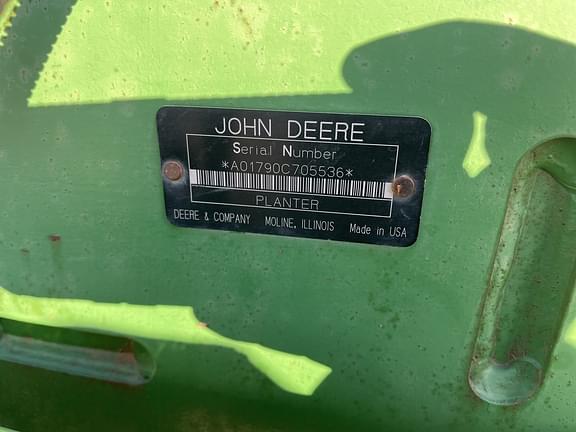 JOHN DEERE
Serial Number
*A01790C705536*
PLANTER
DEERE & COMPANY MOLINE, ILLINOIS Made in USA